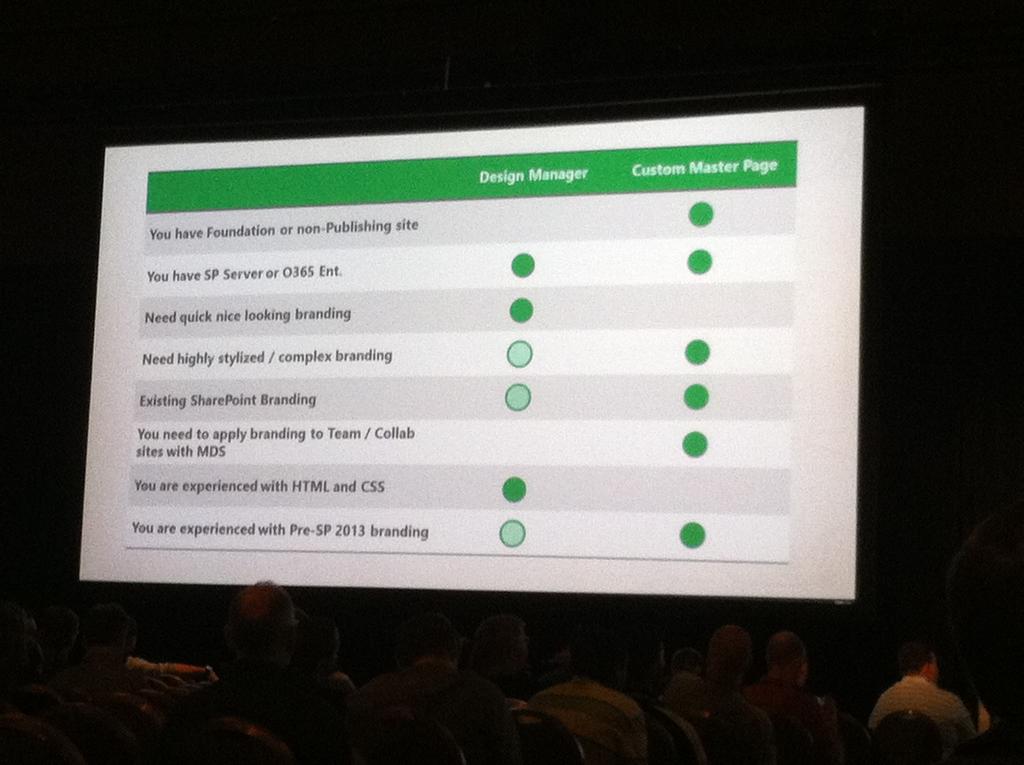 Design Manager Custom Master Page
You have Foundation or non-Publishing site
You have SP Server or O365 Ent.
Need quick nice looking branding
Need highly stylized / complex branding
Existing SharePoint Branding
You need to apply branding to Team / Collab
sites with MDS
You are experienced with HTML and CSS
You are experienced with Pre-SP 2013 branding